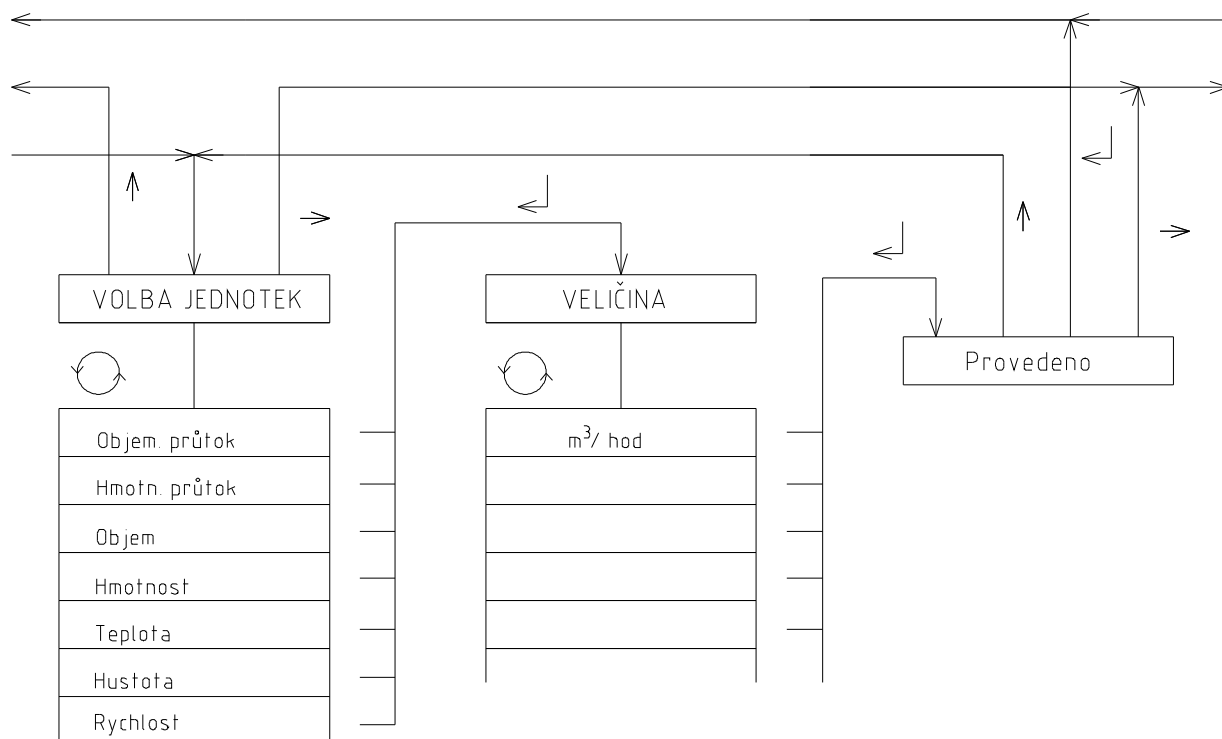 VOLBA JEDNOTEK
Objem. průtok
Hmotn. průtok
Objem
Hmotnost
Teplota
Hustota
Rychlost
VELIČINA
m³/ hod
Provedeno